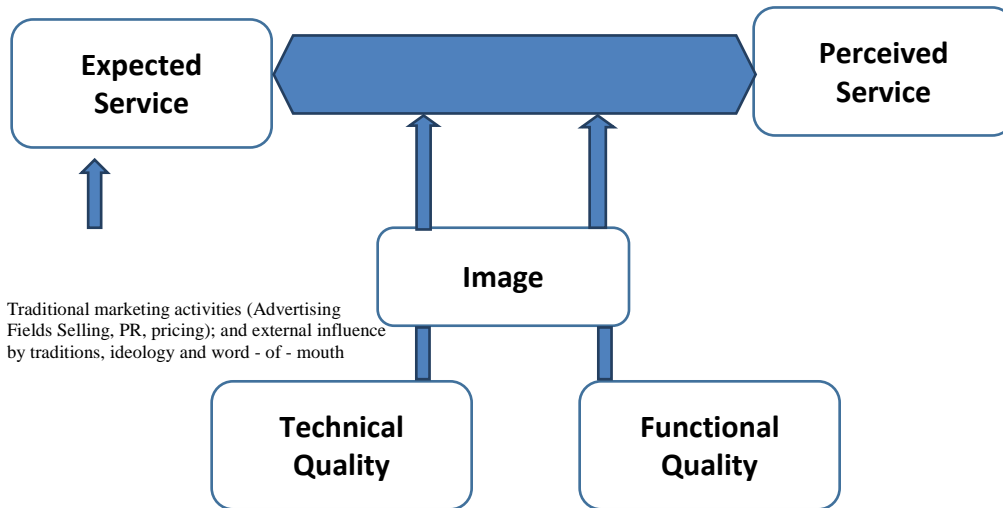 Expected
Service
Perceived
Service
Image
Traditional marketing activities (Advertising
Fields Selling, PR, pricing); and external influence
by traditions, ideology and word - of - mouth
Technical
Quality
Functional
Quality